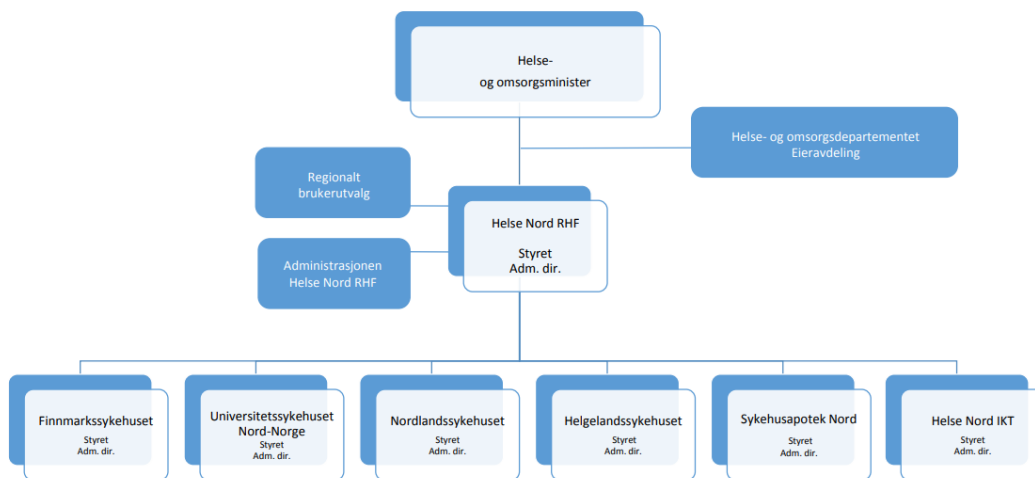 Helse-
og omsorgsminister
Helse- og omsorgsdepartementet
Eieravdeling
Regionalt
brukerutvalg
Helse Nord RHF
Styret
Adm. dir.
Administrasjonen
Helse Nord RHF
Finnmarkssykehuset
Styret
Adm. dir.
Universitetssykehuset
Nord-Norge
Styret
Adm. dir.
Nordlandssykehuset
Styret
Adm. dir.
Helgelandssykehuset
Styret
Adm. dir.
Sykehusapotek Nord
Styret
Adm. dir.
Helse Nord IKT
Styret
Adm. dir.